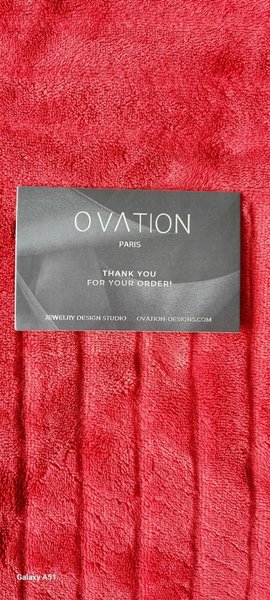 OVATION
PARIS
THANK YOU
FOR YOUR ORDER!
JEWELRY DESIGN STUDIO OVATION-DESIGNS.COM
Galaxy A51